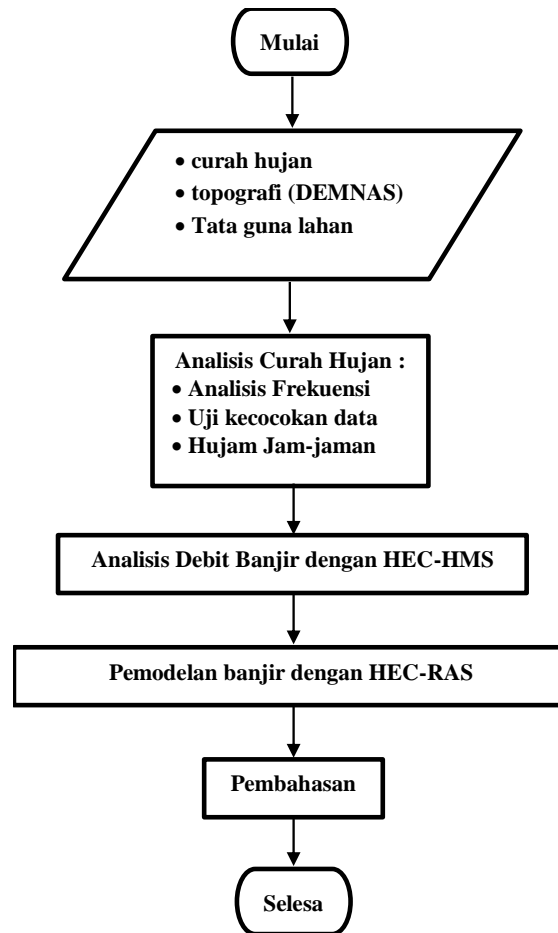 Mulai
• curah hujan
• topografi (DEMNAS)
• Tata guna lahan
Analisis Curah Hujan :
• Analisis Frekuensi
• Uji kecocokan data
• Hujam Jam-jaman
Analisis Debit Banjir dengan HEC-HMS
Pemodelan banjir dengan HEC-RAS
Pembahasan
Selesa